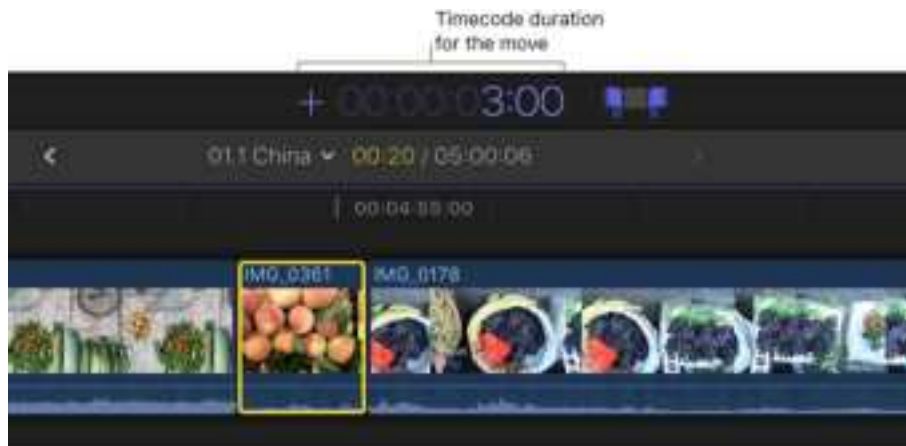 Timecode duration
for the move
+ 00:00:03:00
01.1 China 00:20 / 05:00:06
00:04:55:00
IMG_0361 IMG_0178